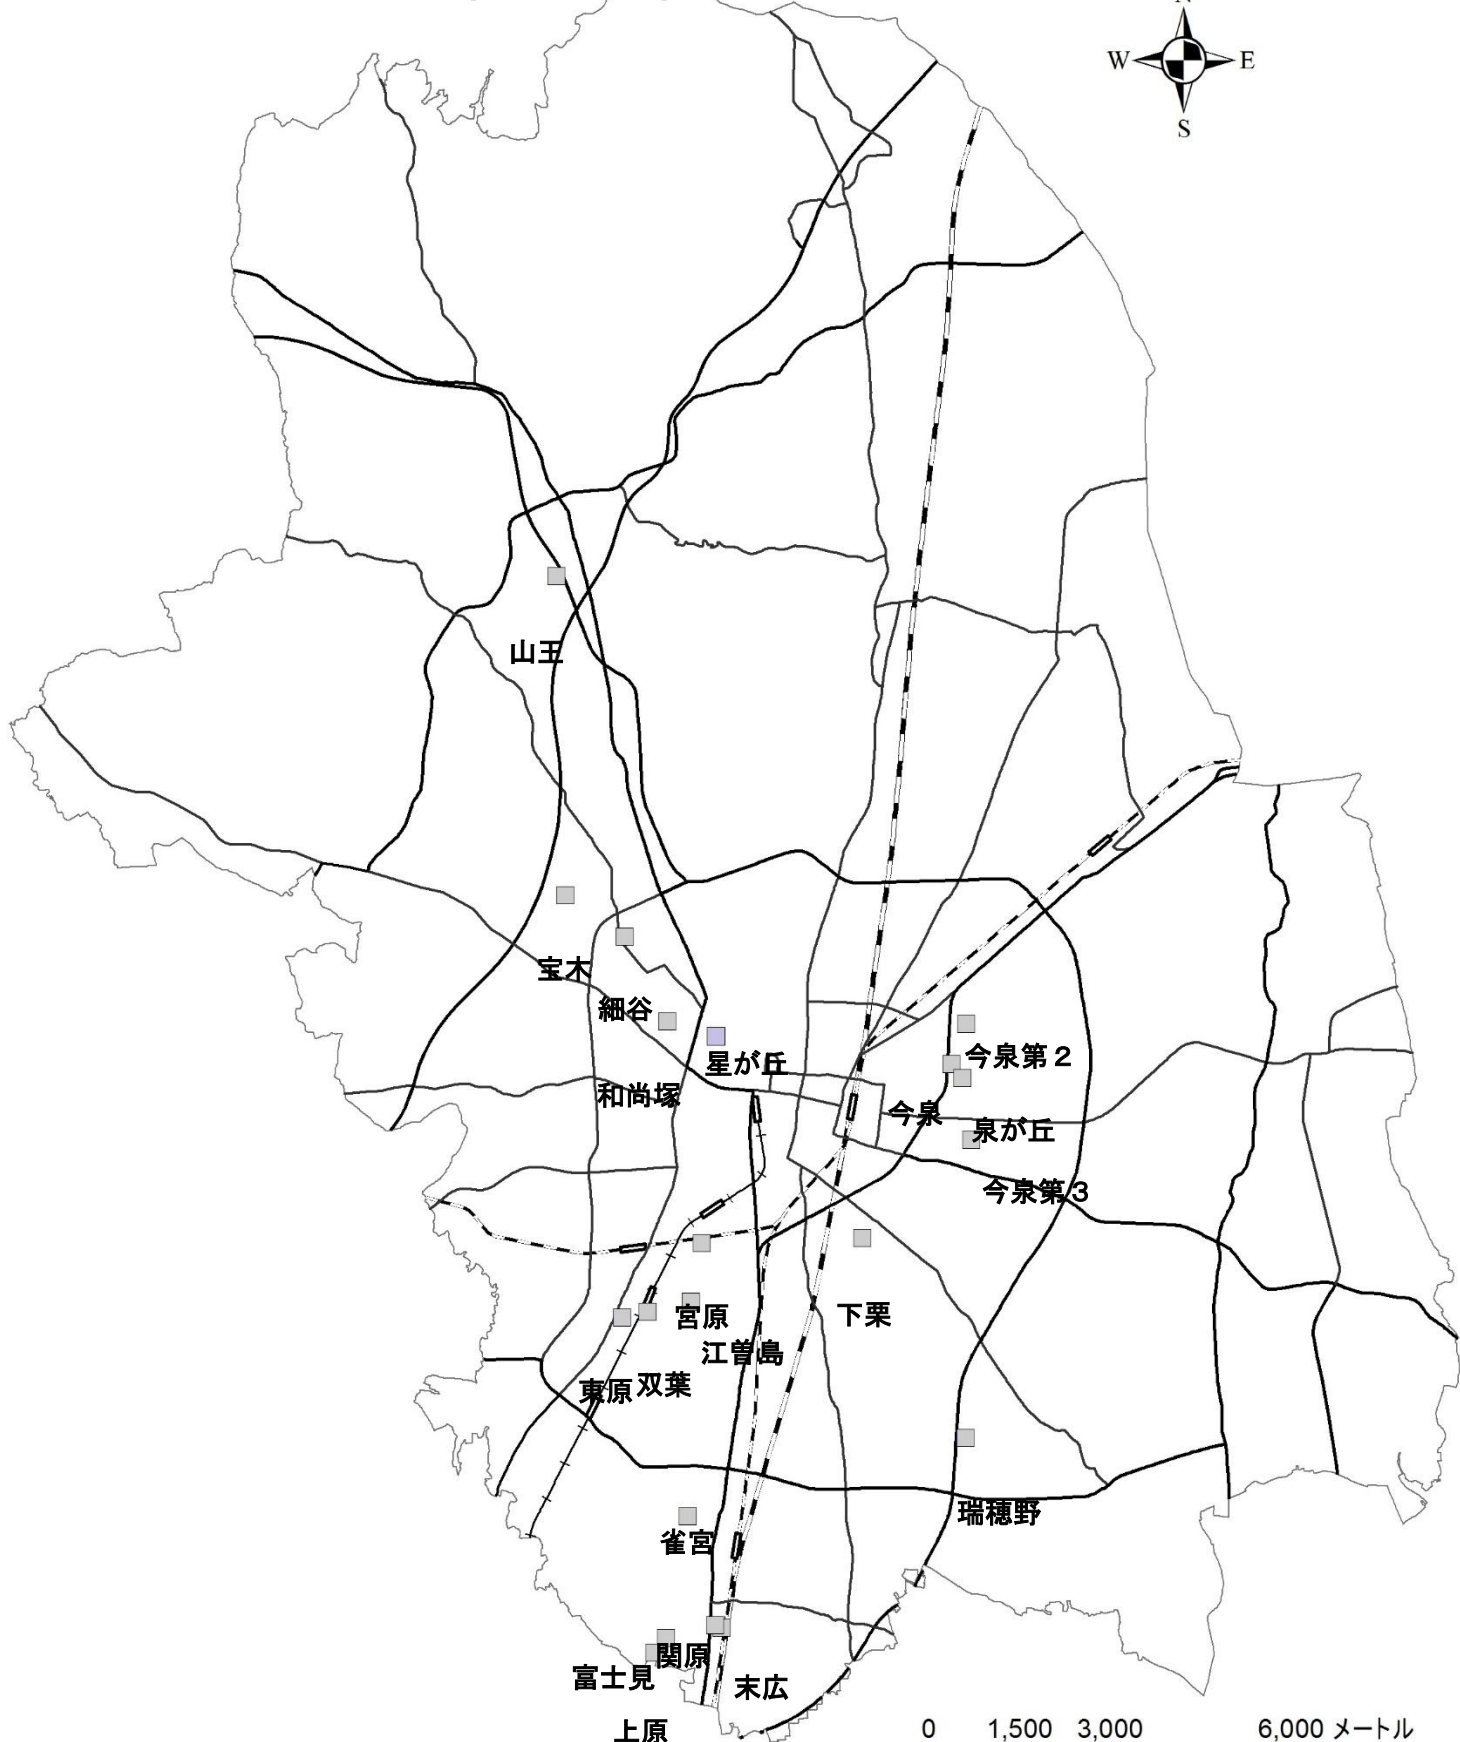 W
E
S
山王
宝木
細谷
星が丘
今泉第２
和尚塚
今泉
泉が丘
今泉第３
宮原
下栗
江曽島
双葉
東原
瑞穂野
雀宮
関原
富士見
末広
上原
0 1,500 3,000 6,000 メートル